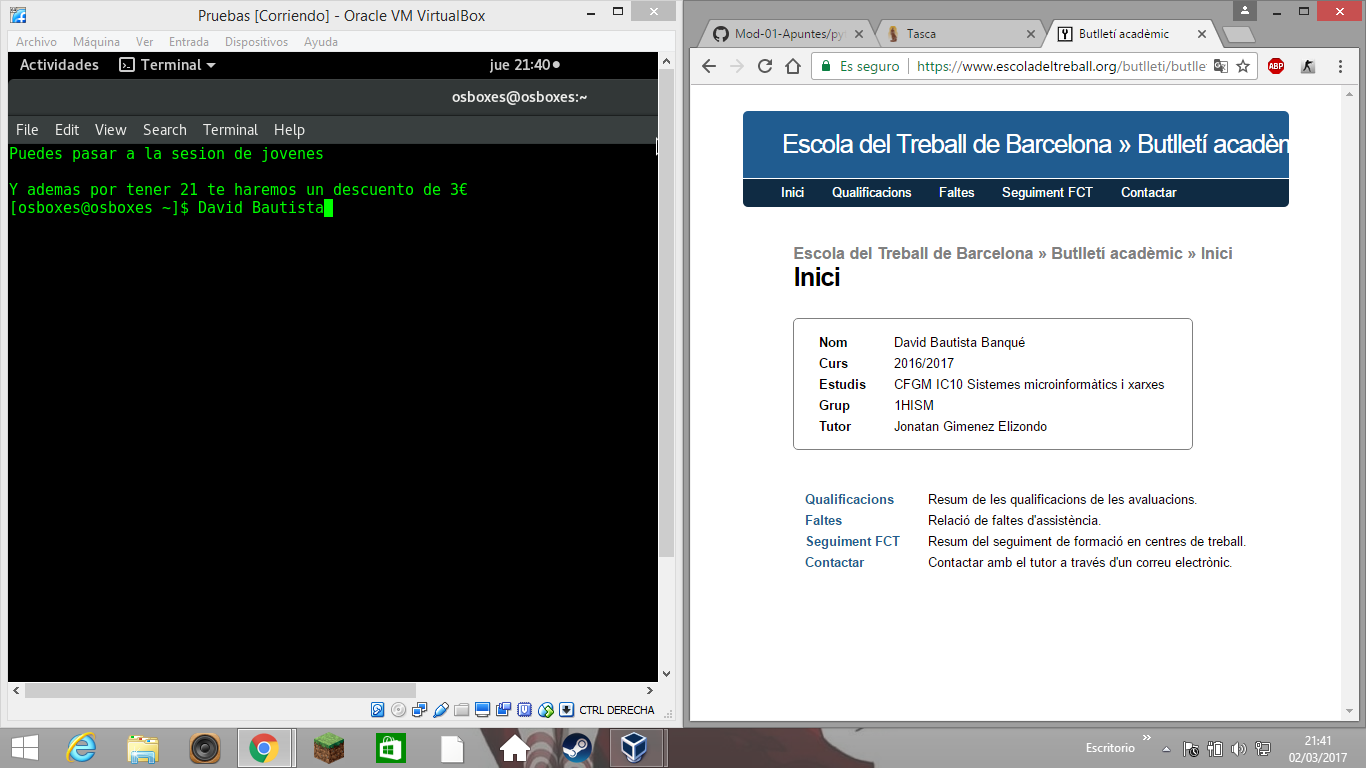 Pruebas [Corriendo] - Oracle VM VirtualBox
Archivo Máquina Ver Entrada Dispositivos Ayuda
Actividades Terminal jue 21:40
osboxes@osboxes:~
File Edit View Search Terminal Help
Puedes pasar a la sesion de jovenes
Y ademas por tener 21 te haremos un descuento de 3€
[osboxes@osboxes ~]$ David Bautista
CTRL DERECHA
Mod-01-Apuntes/py Tasca Butlletí acadèmic
Es seguro https://www.escoladeltreball.org/butlleti/butlle
ABP
Escola del Treball de Barcelona » Butlletí acadèm
Inici Qualificacions Faltes Seguiment FCT Contactar
Escola del Treball de Barcelona » Butlletí acadèmic » Inici
Inici
Nom David Bautista Banqué
Curs 2016/2017
Estudis CFGM IC10 Sistemes microinformàtics i xarxes
Grup 1HISM
Tutor Jonatan Gimenez Elizondo
Qualificacions Resum de les qualificacions de les avaluacions.
Faltes Relació de faltes d'assistència.
Seguiment FCT Resum del seguiment de formació en centres de treball.
Contactar Contactar amb el tutor a través d'un correu electrònic.
Escritorio » 21:41
02/03/2017